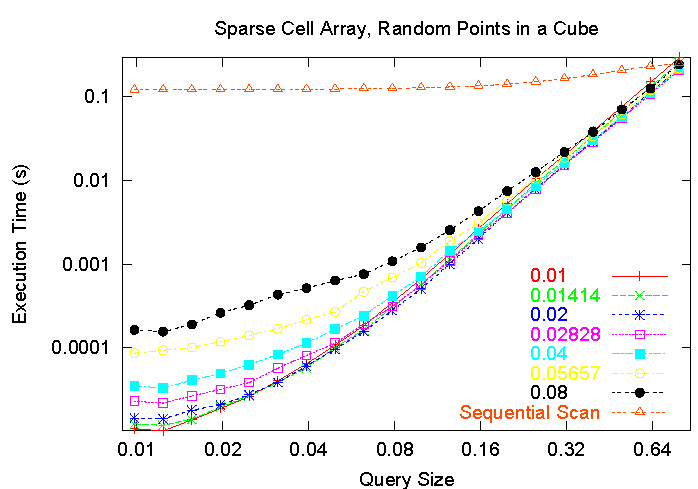 Sparse Cell Array, Random Points in a Cube
Execution Time (s)
0.1
0.01
0.001
0.0001
0.01
0.01414
0.02
0.02828
0.04
0.05657
0.08
Sequential Scan
0.01 0.02 0.04 0.08 0.16 0.32 0.64
Query Size